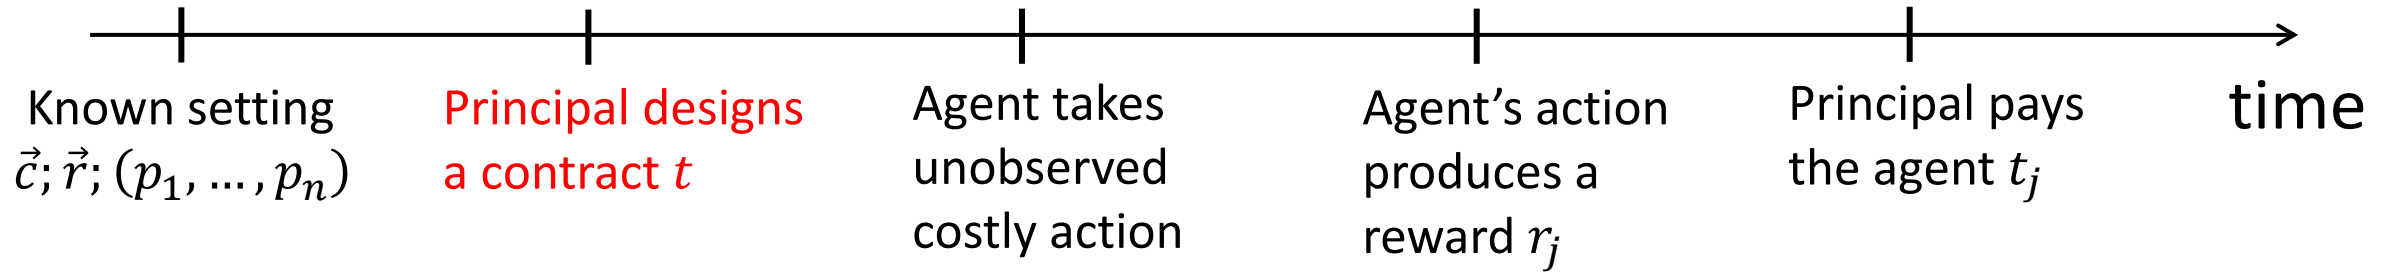 Known setting
c⃗; r⃗; (p₁, …, pₙ)
Principal designs
a contract t
Agent takes
unobserved
costly action
Agent’s action
produces a
reward rⱼ
Principal pays
the agent tⱼ
time